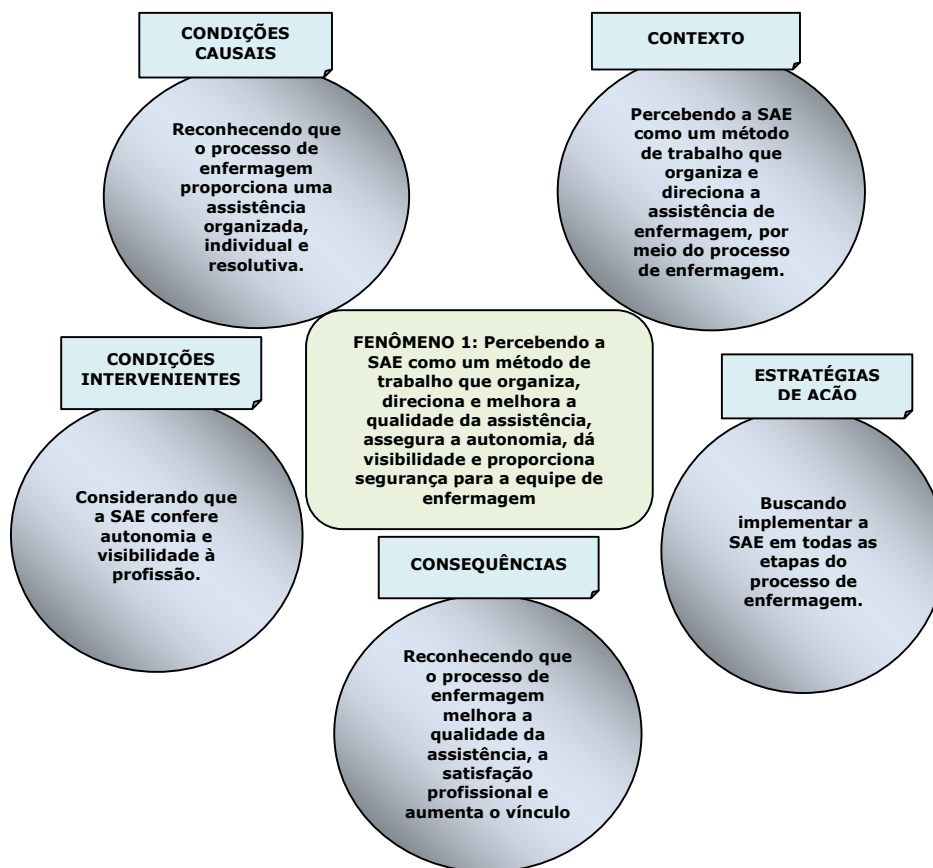 CONDIÇÕES
CAUSAIS
Reconhecendo que
o processo de
enfermagem
proporciona uma
assistência
organizada,
individual e
resolutiva.
CONTEXTO
Percebendo a SAE
como um método
de trabalho que
organiza e
direciona a
assistência de
enfermagem, por
meio do processo
de enfermagem.
FENÔMENO 1: Percebendo a
SAE como um método de
trabalho que organiza,
direciona e melhora a
qualidade da assistência,
assegura a autonomia, dá
visibilidade e proporciona
segurança para a equipe de
enfermagem
CONDIÇÕES
INTERVENIENTES
Considerando que
a SAE confere
autonomia e
visibilidade à
profissão.
ESTRATÉGIAS
DE AÇÃO
Buscando
implementar a
SAE em todas as
etapas do
processo de
enfermagem.
CONSEQUÊNCIAS
Reconhecendo que
o processo de
enfermagem
melhora a
qualidade da
assistência, a
satisfação
profissional e
aumenta o vínculo